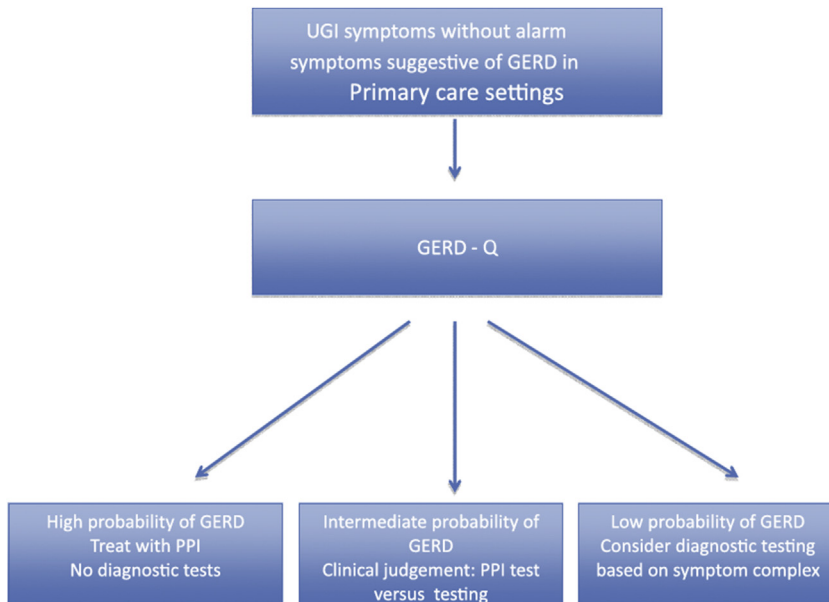 UGI symptoms without alarm
symptoms suggestive of GERD in
Primary care settings
GERD - Q
High probability of GERD
Treat with PPI
No diagnostic tests
Intermediate probability of
GERD
Clinical judgement: PPI test
versus testing
Low probability of GERD
Consider diagnostic testing
based on symptom complex